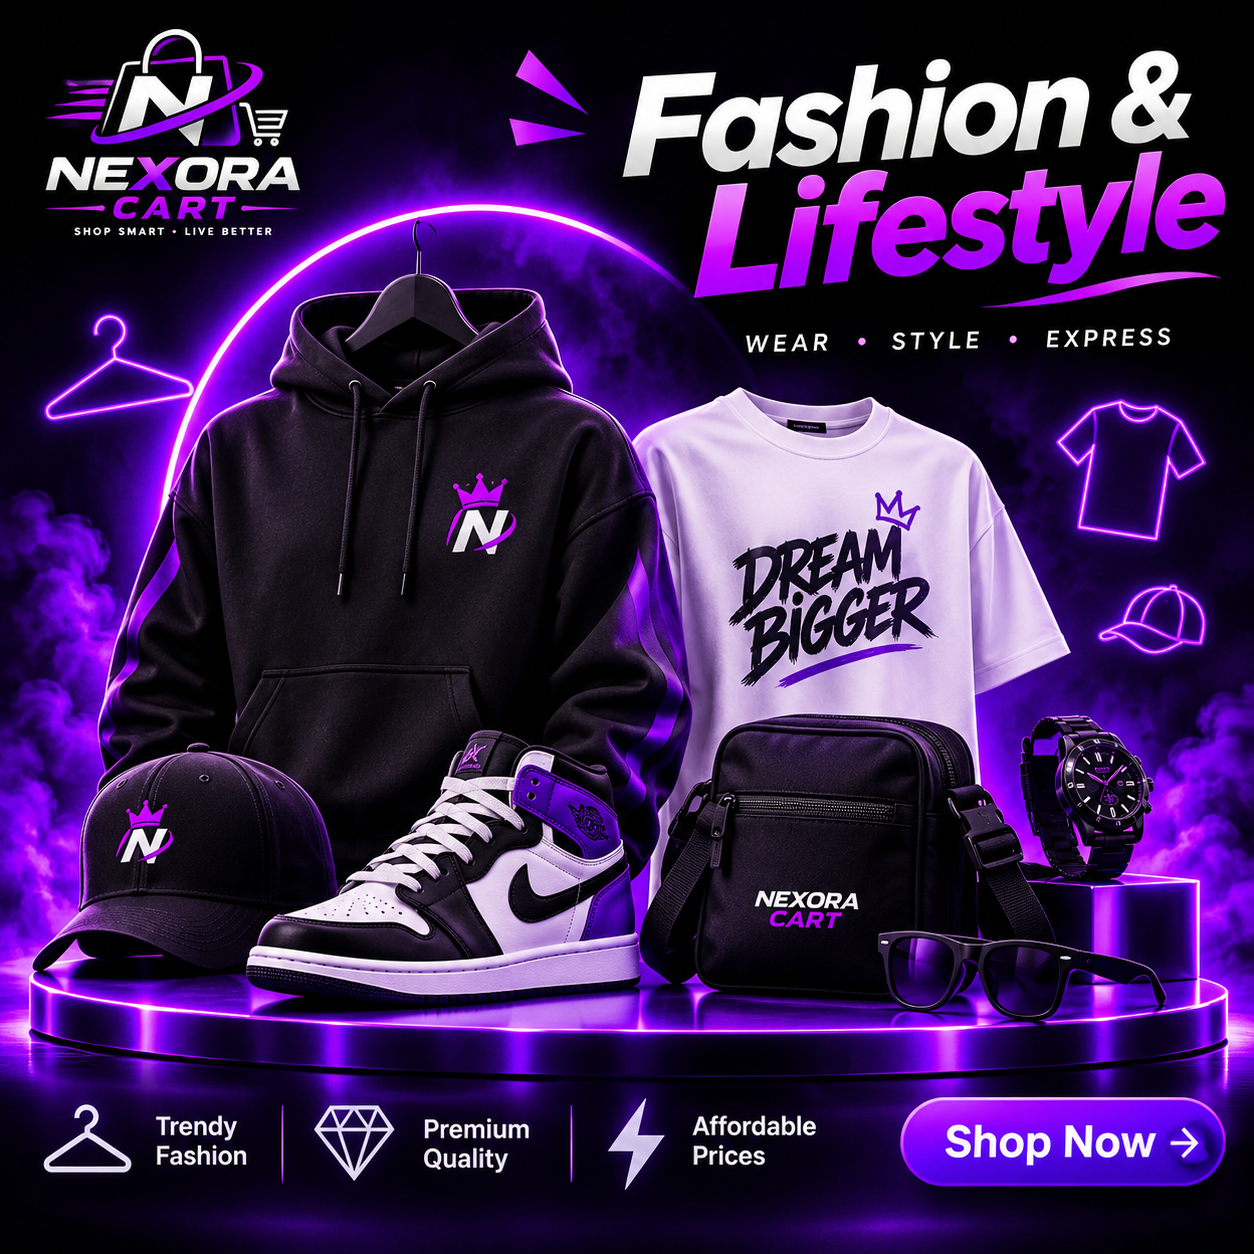 NEXORA
CART
SHOP SMART • LIVE BETTER
Fashion &
Lifestyle
WEAR • STYLE • EXPRESS
N
DREAM
BIGGER
N
NEXORA
CART
Trendy
Fashion
Premium
Quality
Affordable
Prices
Shop Now →